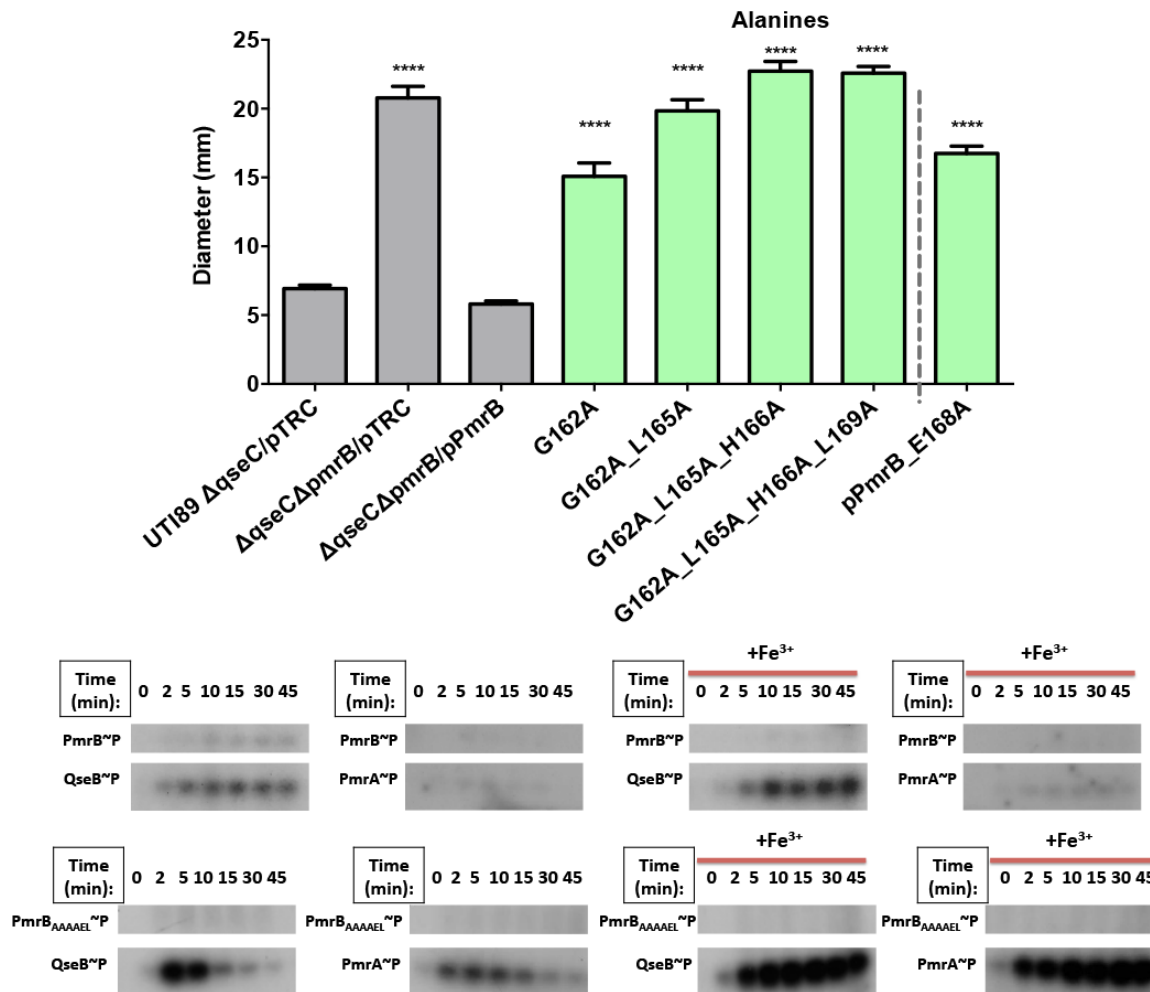 Alanines
Diameter (mm)
25
20
15
10
5
0
****
****
****
****
****
****
UTI89 ΔqseC/pTRC
ΔqseCΔpmrB/pTRC
ΔqseCΔpmrB/pPmrB
G162A
G162A_L165A
G162A_L165A_H166A
G162A_L165A_H166A_L169A
pPmrB_E168A
Time (min): 0 2 5 10 15 30 45
PmrB~P
QseB~P
Time (min): 0 2 5 10 15 30 45
PmrB~P
PmrA~P
+Fe³⁺
Time (min): 0 2 5 10 15 30 45
PmrB~P
QseB~P
+Fe³⁺
Time (min): 0 2 5 10 15 30 45
PmrB~P
PmrA~P
Time (min): 0 2 5 10 15 30 45
PmrB_AAAAEL~P
QseB~P
Time (min): 0 2 5 10 15 30 45
PmrB_AAAAEL~P
PmrA~P
+Fe³⁺
Time (min): 0 2 5 10 15 30 45
PmrB_AAAAEL~P
QseB~P
+Fe³⁺
Time (min): 0 2 5 10 15 30 45
PmrB_AAAAEL~P
PmrA~P